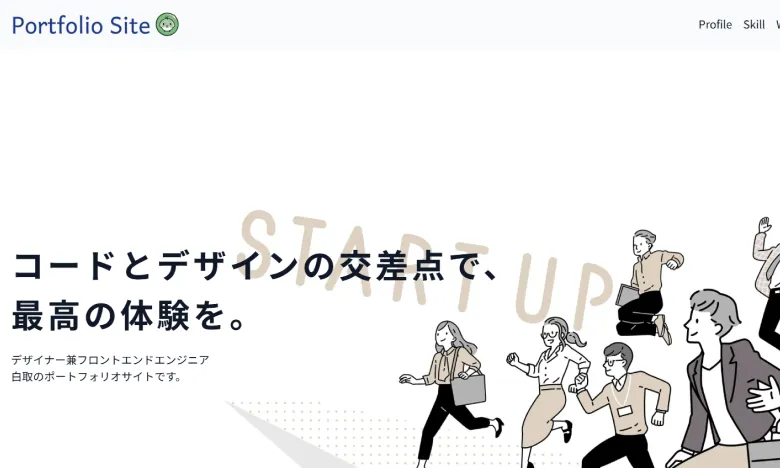 Portfolio Site
Profile Skill
START UP
コードとデザインの交差点で、
最高の体験を。
デザイナー兼フロントエンドエンジニア
白取のポートフォリオサイトです。